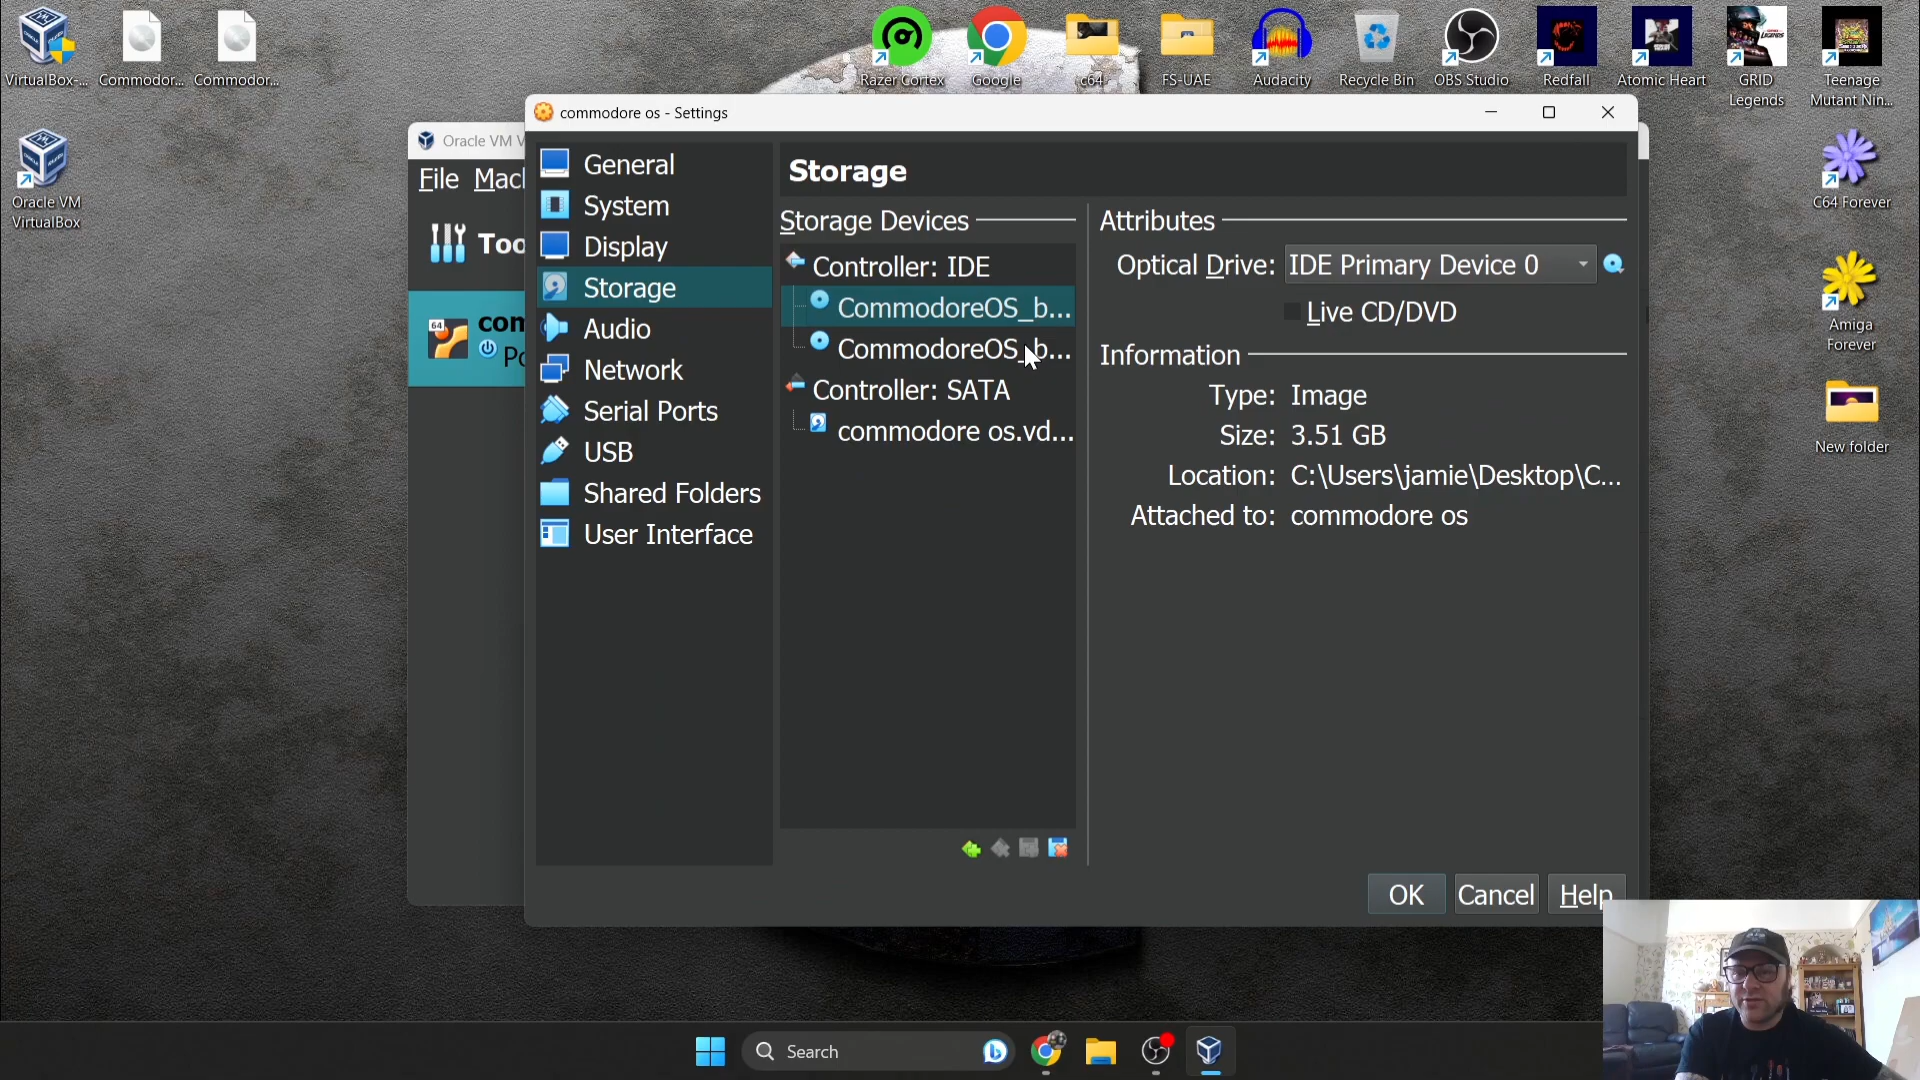 VirtualBox-...
Commodor...
Commodor...
Razer Cortex
Google
c64
FS-UAE
Audacity
Recycle Bin
OBS Studio
Redfall
Atomic Heart
GRID
Legends
Teenage
Mutant Nin...
Oracle VM
VirtualBox
C64 Forever
Amiga
Forever
New folder
Oracle VM V
File Mac
Too
64
com
Po
commodore os - Settings
General
System
Display
Storage
Audio
Network
Serial Ports
USB
Shared Folders
User Interface
Storage
Storage Devices
Controller: IDE
CommodoreOS_b...
CommodoreOS_b...
Controller: SATA
commodore os.vd...
Attributes
Optical Drive: IDE Primary Device 0
Live CD/DVD
Information
Type: Image
Size: 3.51 GB
Location: C:\Users\jamie\Desktop\C...
Attached to: commodore os
OK Cancel Help
Search